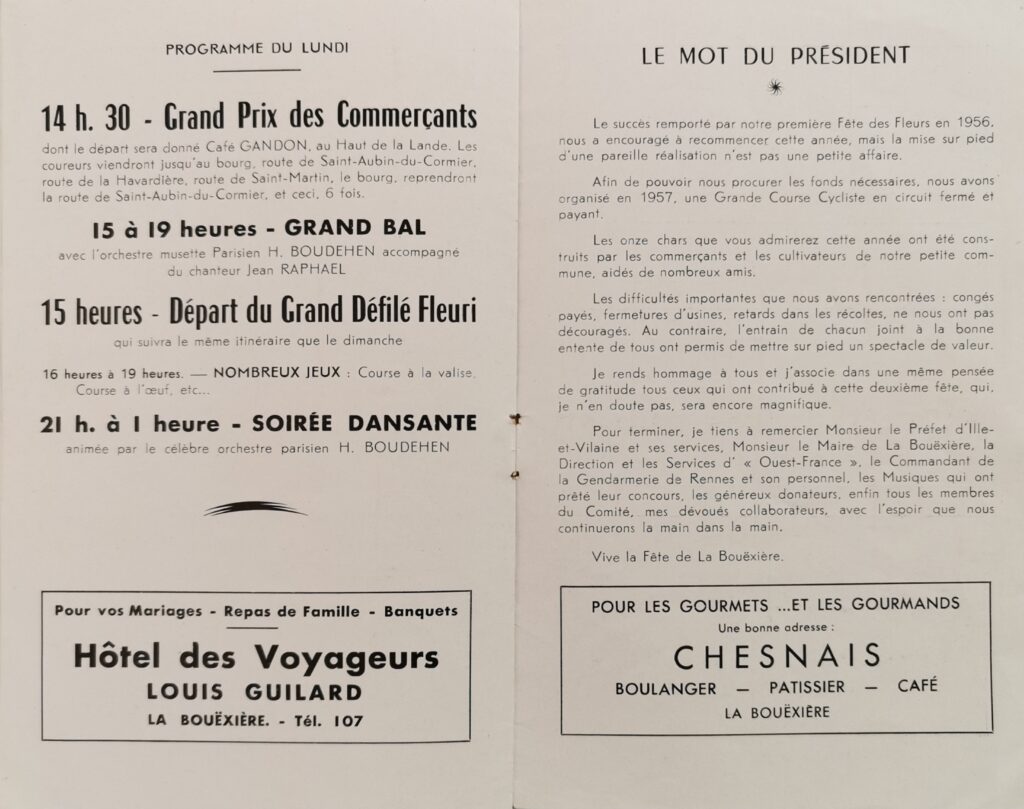 PROGRAMME DU LUNDI
14 h. 30 - Grand Prix des Commerçants
dont le départ sera donné Café GANDON, au Haut de la Lande. Les
coureurs viendront jusqu'au bourg, route de Saint-Aubin-du-Cormier,
route de la Havardière, route de Saint-Martin, le bourg, reprendront
la route de Saint-Aubin-du-Cormier, et ceci, 6 fois.
15 à 19 heures - GRAND BAL
avec l'orchestre musette Parisien H. BOUDEHEN accompagné
du chanteur Jean RAPHAEL
15 heures - Départ du Grand Défilé Fleuri
qui suivra le même itinéraire que le dimanche
16 heures à 19 heures. — NOMBREUX JEUX : Course à la valise,
Course à l'œuf, etc...
21 h. à 1 heure - SOIRÉE DANSANTE
animée par le célèbre orchestre parisien H. BOUDEHEN
Pour vos Mariages - Repas de Famille - Banquets
Hôtel des Voyageurs
LOUIS GUILARD
LA BOUËXIÈRE. - Tél. 107
LE MOT DU PRÉSIDENT
Le succès remporté par notre première Fête des Fleurs en 1956,
nous a encouragé à recommencer cette année, mais la mise sur pied
d'une pareille réalisation n'est pas une petite affaire.
Afin de pouvoir nous procurer les fonds nécessaires, nous avons
organisé en 1957, une Grande Course Cycliste en circuit fermé et
payant.
Les onze chars que vous admirerez cette année ont été cons-
truits par les commerçants et les cultivateurs de notre petite com-
mune, aidés de nombreux amis.
Les difficultés importantes que nous avons rencontrées : congés
payés, fermetures d'usines, retards dans les récoltes, ne nous ont pas
découragés. Au contraire, l'entrain de chacun joint à la bonne
entente de tous ont permis de mettre sur pied un spectacle de valeur.
Je rends hommage à tous et j'associe dans une même pensée
de gratitude tous ceux qui ont contribué à cette deuxième fête, qui,
je n'en doute pas, sera encore magnifique.
Pour terminer, je tiens à remercier Monsieur le Préfet d'Ille-
et-Vilaine et ses services, Monsieur le Maire de La Bouëxière, la
Direction et les Services d' « Ouest-France », le Commandant de
la Gendarmerie de Rennes et son personnel, les Musiques qui ont
prêté leur concours, les généreux donateurs, enfin tous les membres
du Comité, mes dévoués collaborateurs, avec l'espoir que nous
continuerons la main dans la main.
Vive la Fête de La Bouëxière.
POUR LES GOURMETS ...ET LES GOURMANDS
Une bonne adresse :
CHESNAIS
BOULANGER — PATISSIER — CAFÉ
LA BOUËXIÈRE